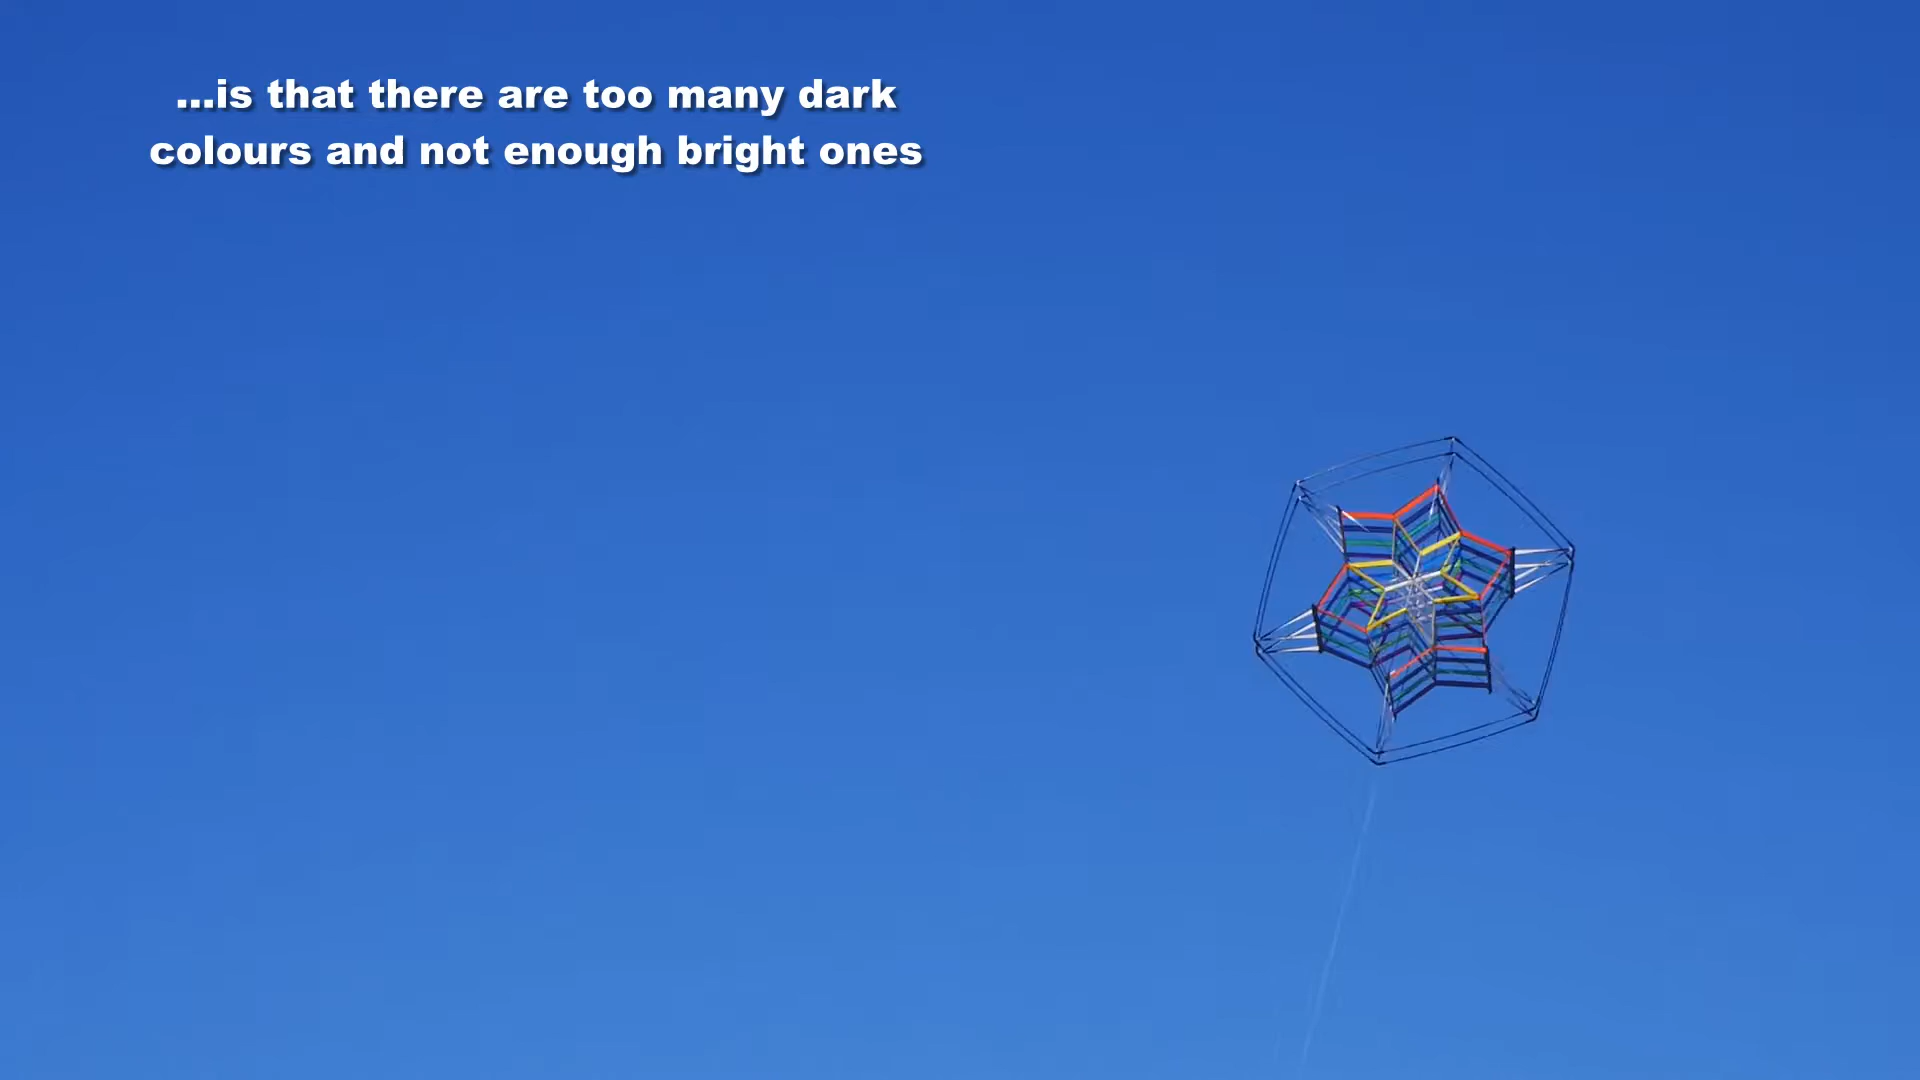 ...is that there are too many dark
colours and not enough bright ones